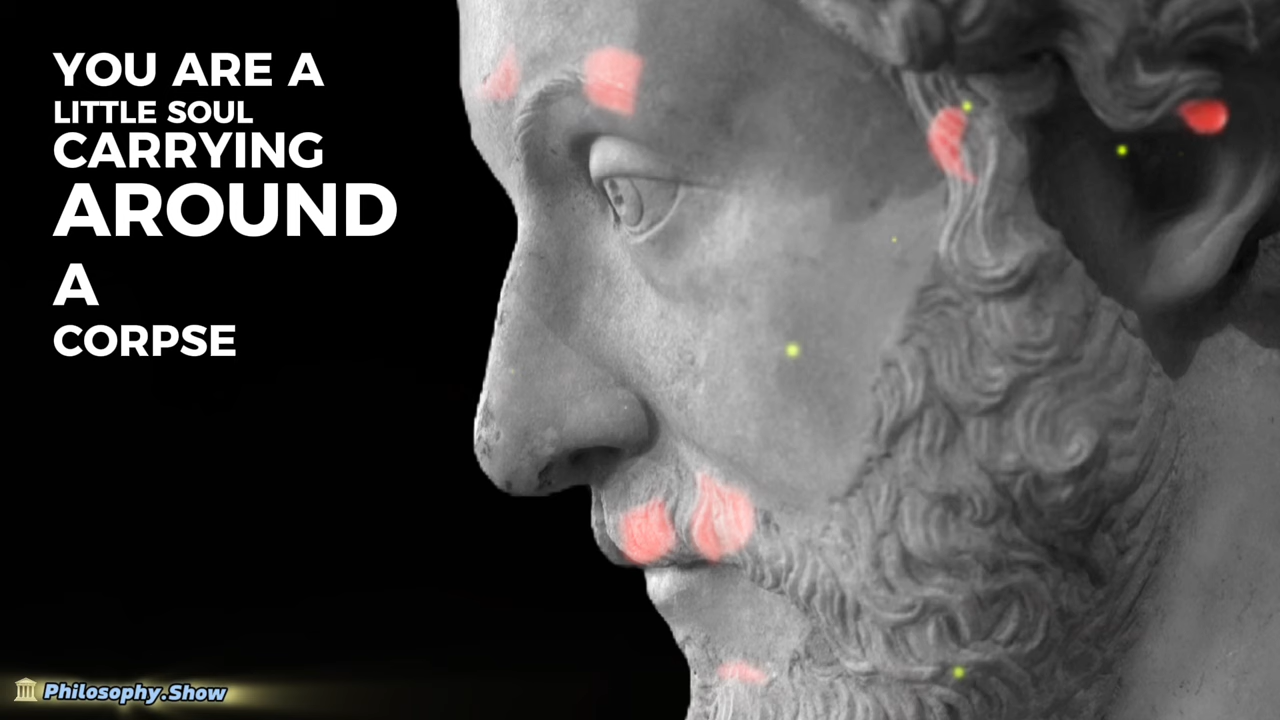 YOU ARE A
LITTLE SOUL
CARRYING
AROUND
A
CORPSE
Philosophy.Show